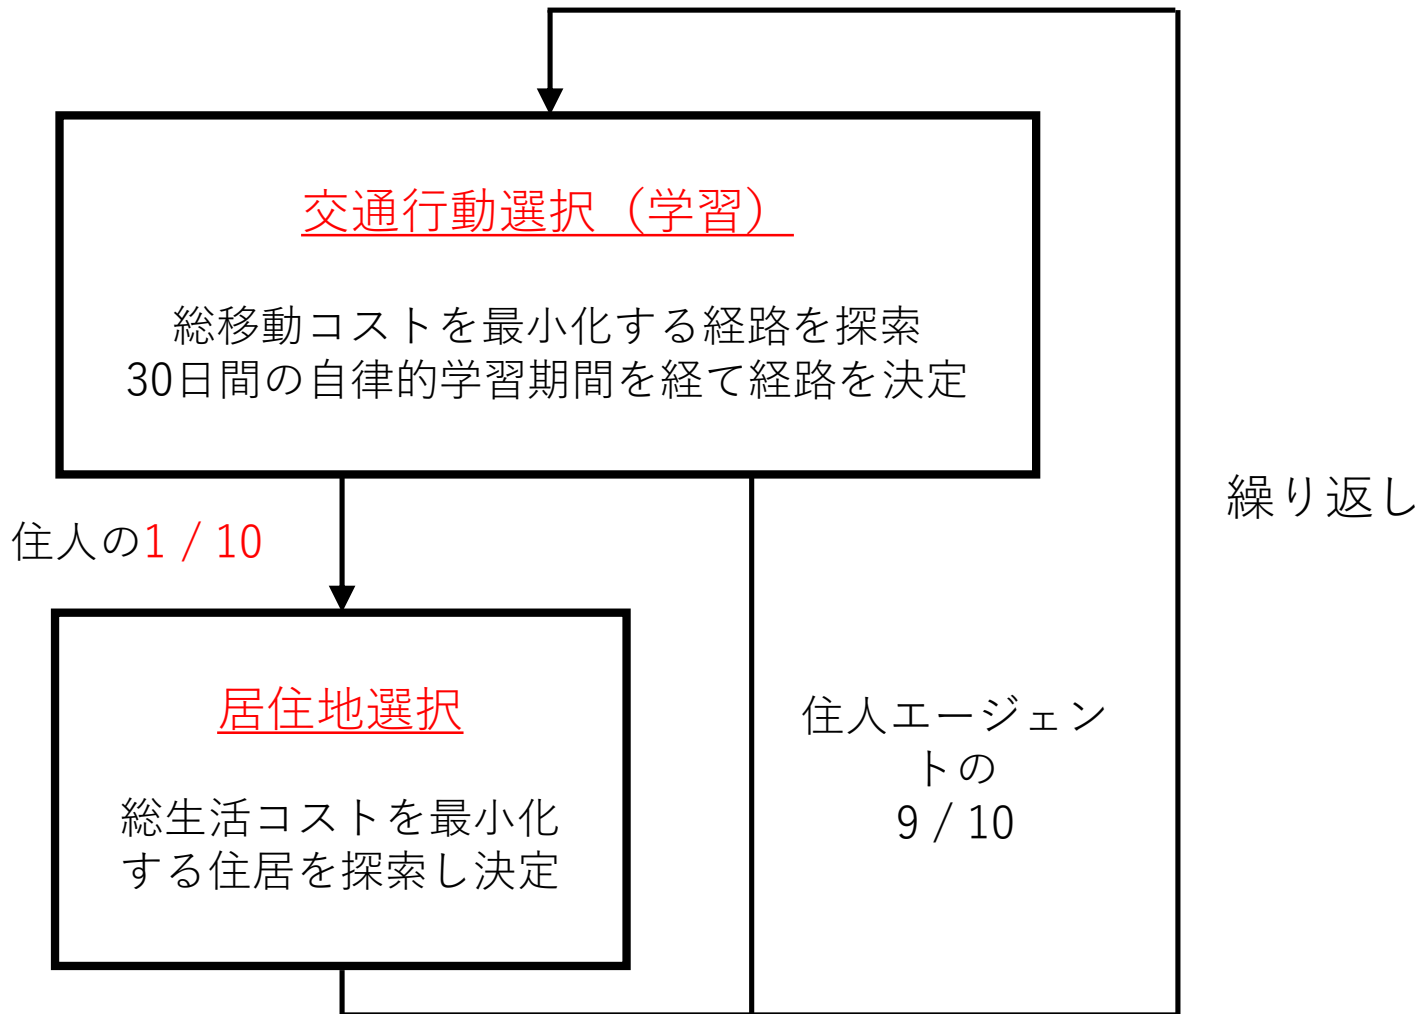 交通行動選択（学習）
総移動コストを最小化する経路を探索
30日間の自律的学習期間を経て経路を決定
繰り返し
住人の1 / 10
居住地選択
総生活コストを最小化
する住居を探索し決定
住人エージェン
トの
9 / 10